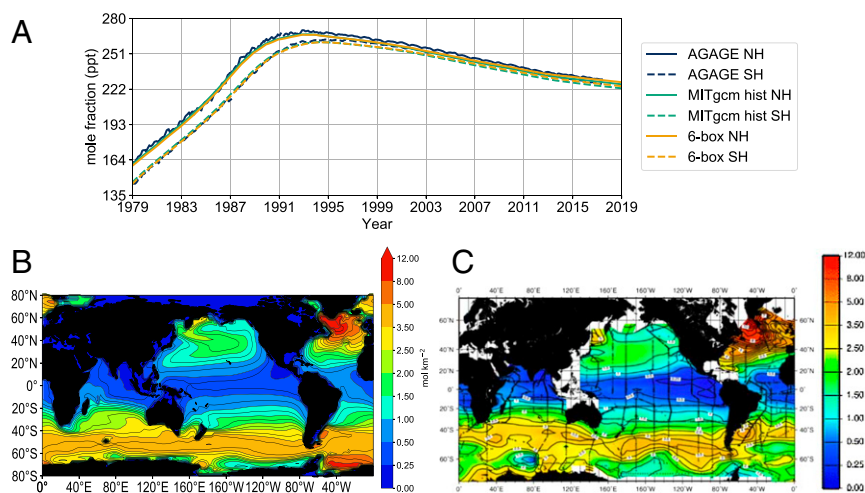 A
mole fraction (ppt)
280
251
222
193
164
135
1979 1983 1987 1991 1995 1999 2003 2007 2011 2015 2019
Year
AGAGE NH
AGAGE SH
MITgcm hist NH
MITgcm hist SH
6-box NH
6-box SH
B
80°N
60°N
40°N
20°N
0°
20°S
40°S
60°S
80°S
0° 40°E 80°E 120°E 160°E 160°W 120°W 80°W 40°W
12.00
8.00
5.00
3.50
2.50
2.00
1.50
1.00
0.50
0.25
0.00
mol km⁻²
C
60°N
40°N
20°N
0°
20°S
40°S
60°S
0° 40°E 80°E 120°E 160°E 160°W 120°W 80°W 40°W 0°
12.00
8.00
5.00
3.50
2.50
2.00
1.50
1.00
0.50
0.25
0.00